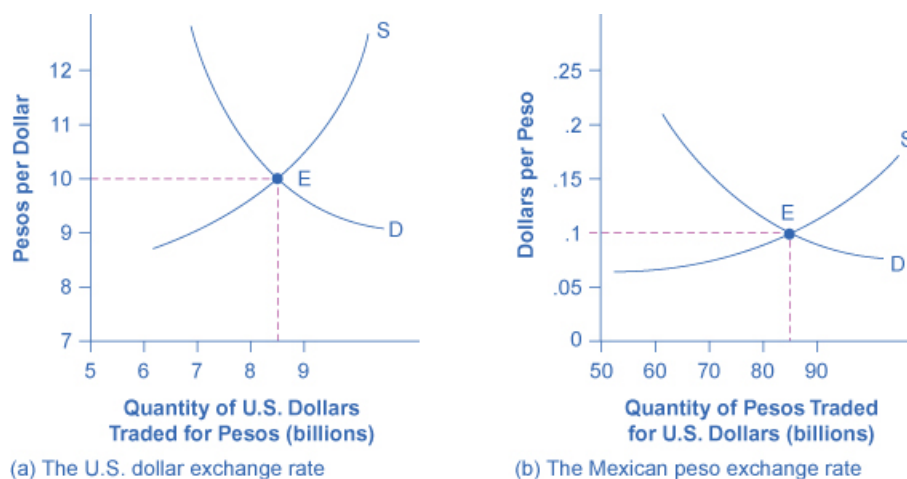 S
12
11
10
E
9
D
8
7
5
6
7
8
9
Pesos per Dollar
Quantity of U.S. Dollars
Traded for Pesos (billions)
(a) The U.S. dollar exchange rate
.25
.2
S
.15
E
.1
D
.05
0
50
60
70
80
90
Dollars per Peso
Quantity of Pesos Traded
for U.S. Dollars (billions)
(b) The Mexican peso exchange rate